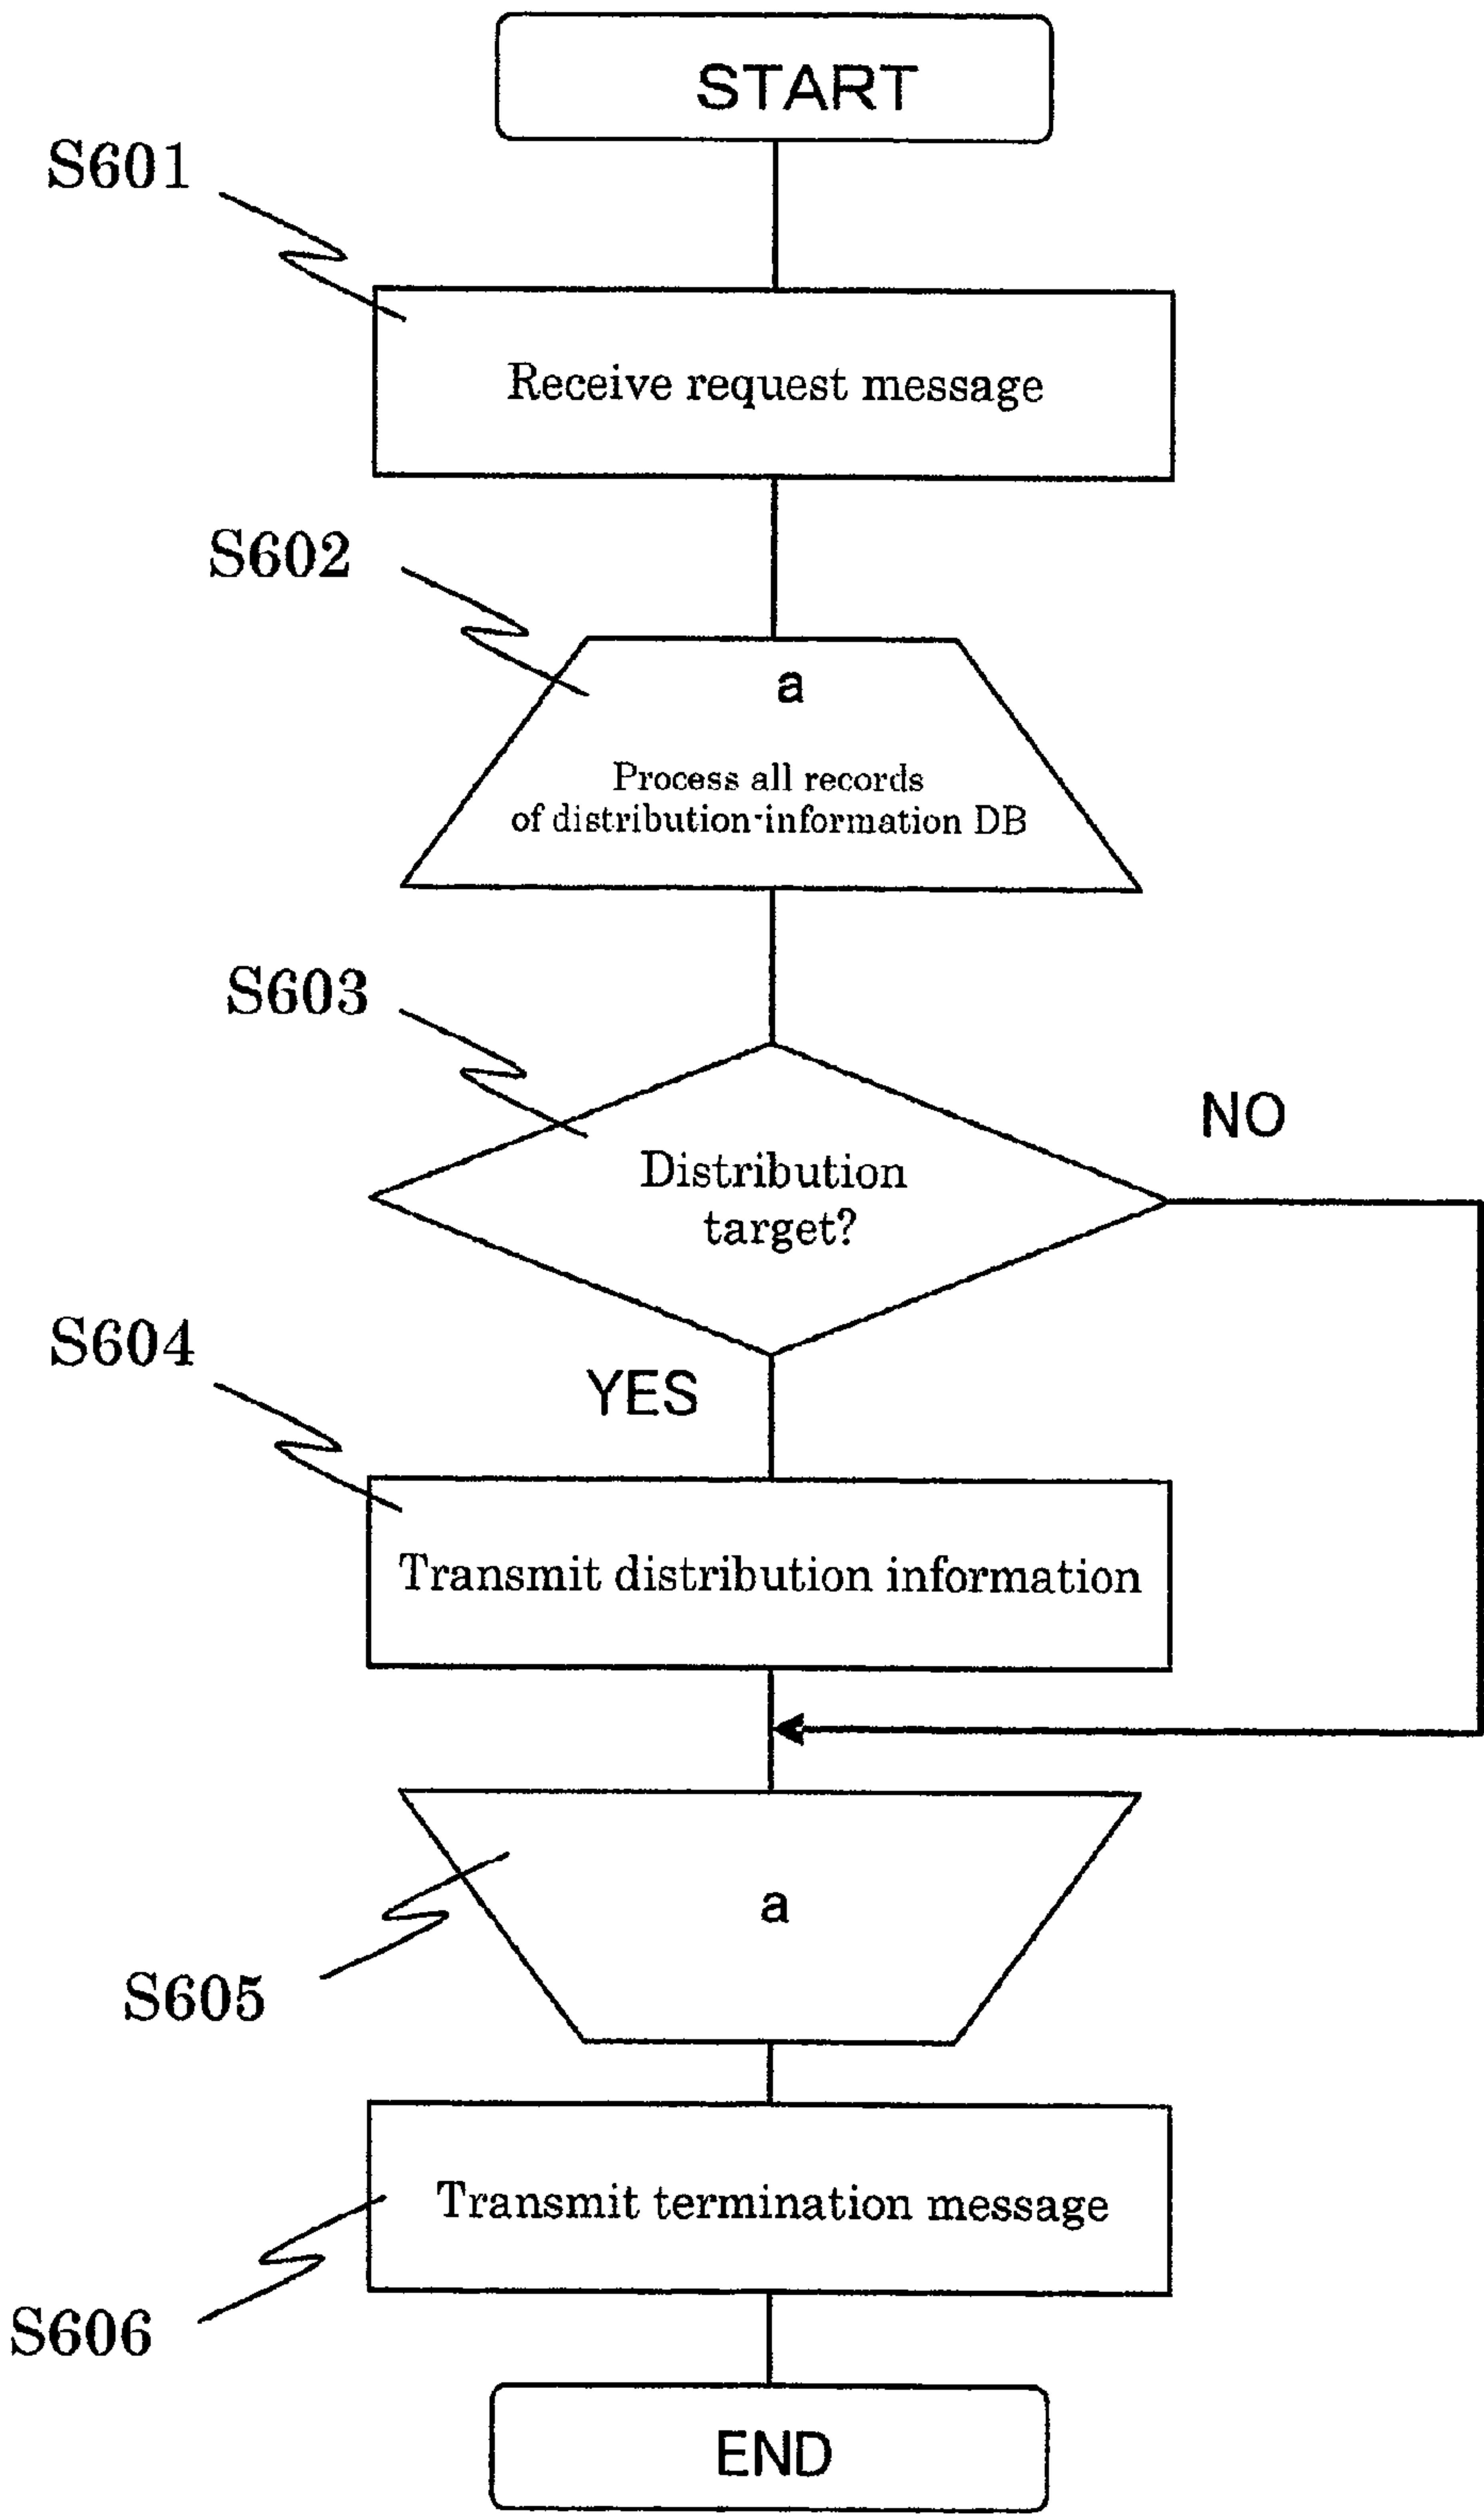 START
S601
Receive request message
S602
a
Process all records
of distribution-information DB
S603
NO
Distribution
target?
S604
YES
Transmit distribution information
a
S605
Transmit termination message
S606
END